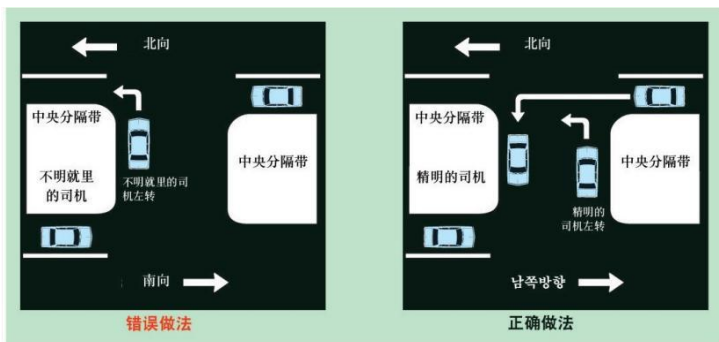 北向
中央分隔带
不明就里
的司机
不明就里的司
机左转
中央分隔带
南向
错误做法
北向
中央分隔带
精明的司机
中央分隔带
精明的
司机左转
남쪽방향
正确做法